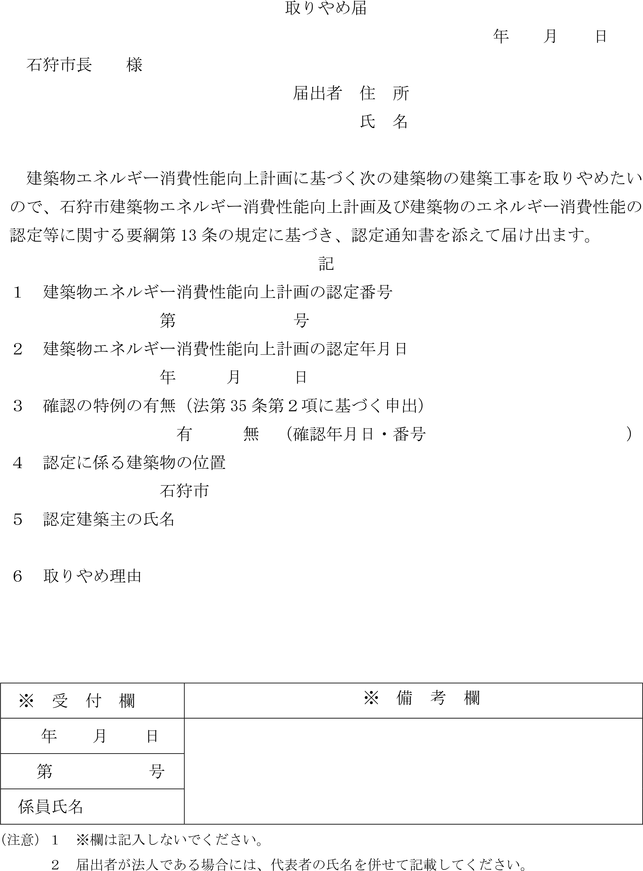 取りやめ届
年　　月　　日
石狩市長　　様
届出者　住　所
氏　名
建築物エネルギー消費性能向上計画に基づく次の建築物の建築工事を取りやめたい
ので、石狩市建築物エネルギー消費性能向上計画及び建築物のエネルギー消費性能の
認定等に関する要綱第 13 条の規定に基づき、認定通知書を添えて届け出ます。
記
１　建築物エネルギー消費性能向上計画の認定番号
第　　　　　　　号
２　建築物エネルギー消費性能向上計画の認定年月日
年　　　月　　　日
３　確認の特例の有無（法第 35 条第２項に基づく申出）
有　　　無　（確認年月日・番号　　　　　　　　　　　　）
４　認定に係る建築物の位置
石狩市
５　認定建築主の氏名
６　取りやめ理由
※　受　付　欄　　※　備　考　欄
年　　月　　日
第　　　　　　号
係員氏名
（注意）１　※欄は記入しないでください。
２　届出者が法人である場合には、代表者の氏名を併せて記載してください。